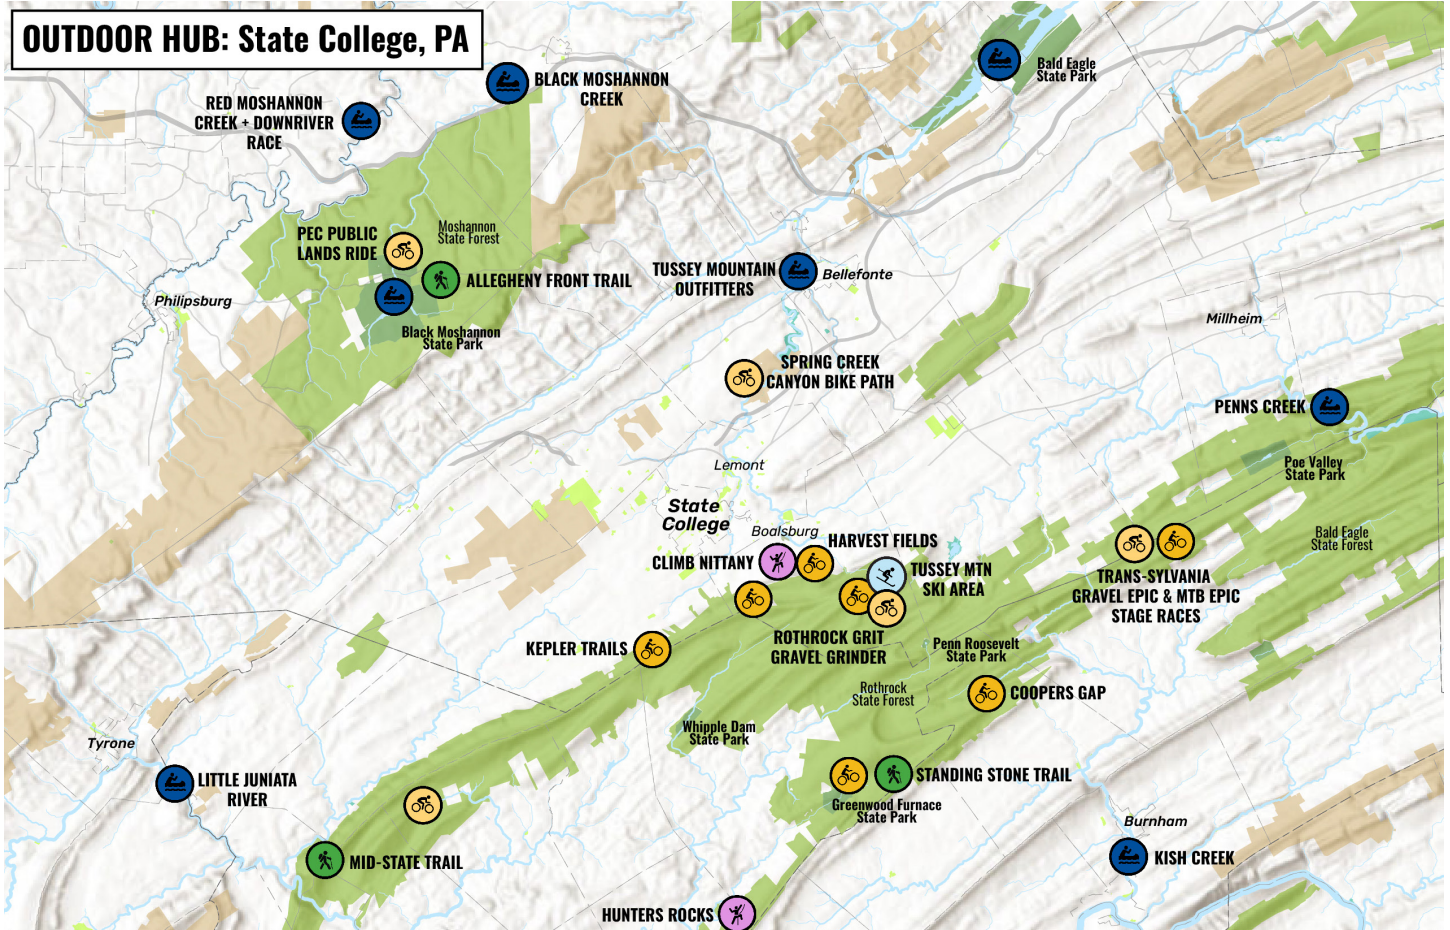 OUTDOOR HUB: State College, PA
BLACK MOSHANNON
CREEK
Bald Eagle
State Park
RED MOSHANNON
CREEK + DOWNRIVER
RACE
PEC PUBLIC
LANDS RIDE
Moshannon
State Forest
ALLEGHENY FRONT TRAIL
TUSSEY MOUNTAIN
OUTFITTERS
Bellefonte
Philipsburg
Black Moshannon
State Park
Millheim
SPRING CREEK
CANYON BIKE PATH
PENNS CREEK
Lemont
Poe Valley
State Park
State
College
Boalsburg
HARVEST FIELDS
Bald Eagle
State Forest
CLIMB NITTANY
TUSSEY MTN
SKI AREA
TRANS-SYLVANIA
GRAVEL EPIC & MTB EPIC
STAGE RACES
KEPLER TRAILS
ROTHROCK GRIT
GRAVEL GRINDER
Penn Roosevelt
State Park
Rothrock
State Forest
COOPERS GAP
Whipple Dam
State Park
Tyrone
LITTLE JUNIATA
RIVER
STANDING STONE TRAIL
Greenwood Furnace
State Park
Burnham
MID-STATE TRAIL
KISH CREEK
HUNTERS ROCKS